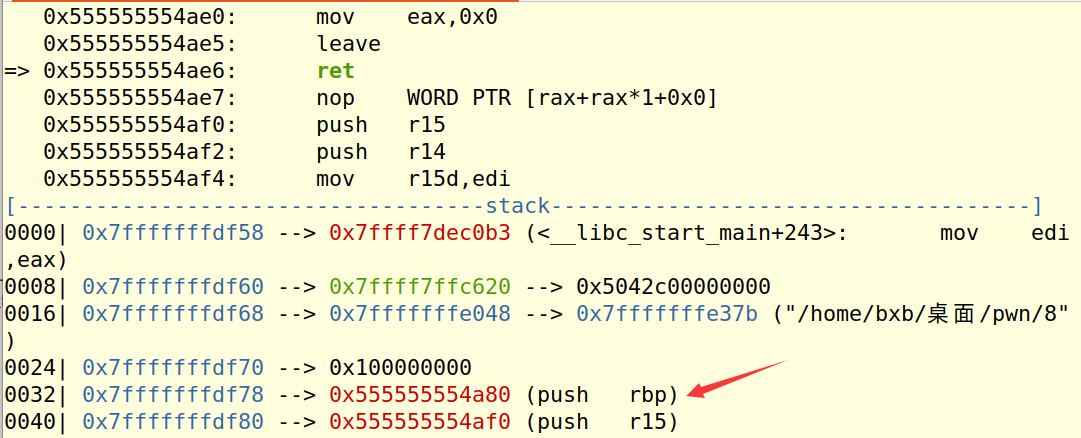 0x555555554ae0:      mov    eax,0x0
   0x555555554ae5:      leave
=> 0x555555554ae6:      ret
   0x555555554ae7:      nop    WORD PTR [rax+rax*1+0x0]
   0x555555554af0:      push   r15
   0x555555554af2:      push   r14
   0x555555554af4:      mov    r15d,edi
[------------------------------------stack-------------------------------------]
0000| 0x7fffffffdf58 --> 0x7ffff7dec0b3 (<__libc_start_main+243>:       mov    edi
,eax)
0008| 0x7fffffffdf60 --> 0x7ffff7ffc620 --> 0x5042c00000000
0016| 0x7fffffffdf68 --> 0x7fffffffe048 --> 0x7fffffffe37b ("/home/bxb/桌面/pwn/8"
)
0024| 0x7fffffffdf70 --> 0x100000000
0032| 0x7fffffffdf78 --> 0x555555554a80 (push   rbp)
0040| 0x7fffffffdf80 --> 0x555555554af0 (push   r15)